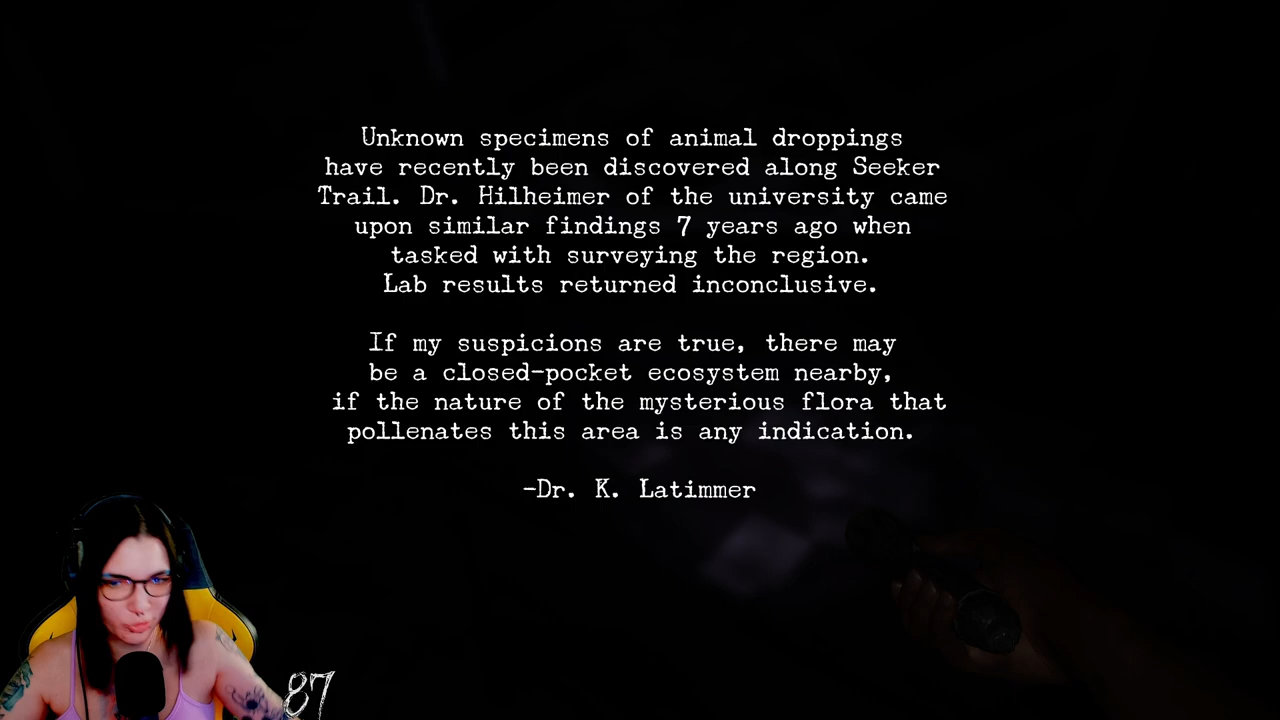 Unknown specimens of animal droppings
have recently been discovered along Seeker
Trail. Dr. Hilheimer of the university came
upon similar findings 7 years ago when
tasked with surveying the region.
Lab results returned inconclusive.
If my suspicions are true, there may
be a closed-pocket ecosystem nearby,
if the nature of the mysterious flora that
pollenates this area is any indication.
-Dr. K. Latimmer
87